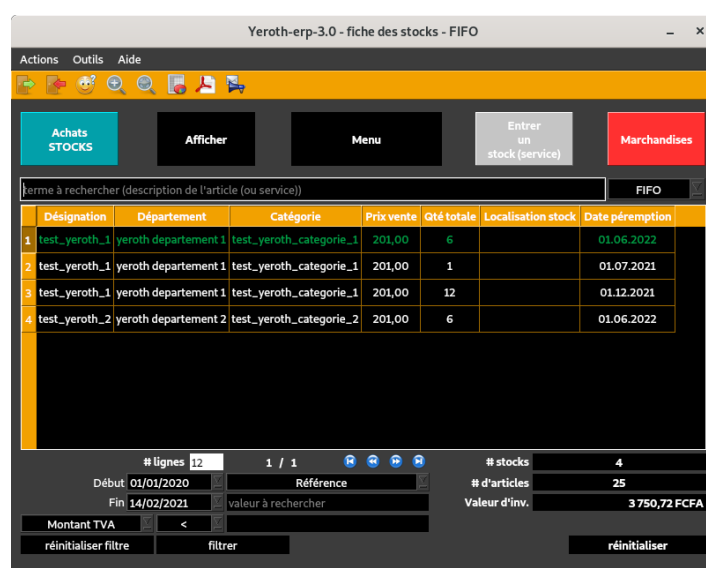 Yeroth-erp-3.0 - fiche des stocks - FIFO
Actions Outils Aide
Achats
STOCKS
Afficher
Menu
Entrer
un
stock (service)
Marchandises
terme à rechercher (description de l'article (ou service))
FIFO
Désignation Département Catégorie Prix vente Qté totale Localisation stock Date péremption
1 test_yeroth_1 yeroth departement 1 test_yeroth_categorie_1 201,00 6 01.06.2022
2 test_yeroth_1 yeroth departement 1 test_yeroth_categorie_1 201,00 1 01.07.2021
3 test_yeroth_1 yeroth departement 1 test_yeroth_categorie_1 201,00 12 01.12.2021
4 test_yeroth_2 yeroth departement 2 test_yeroth_categorie_2 201,00 6 01.06.2022
# lignes 12 1 / 1 # stocks 4
Début 01/01/2020 Référence # d'articles 25
Fin 14/02/2021 valeur à rechercher Valeur d'inv. 3 750,72 FCFA
Montant TVA <
réinitialiser filtre filtrer réinitialiser